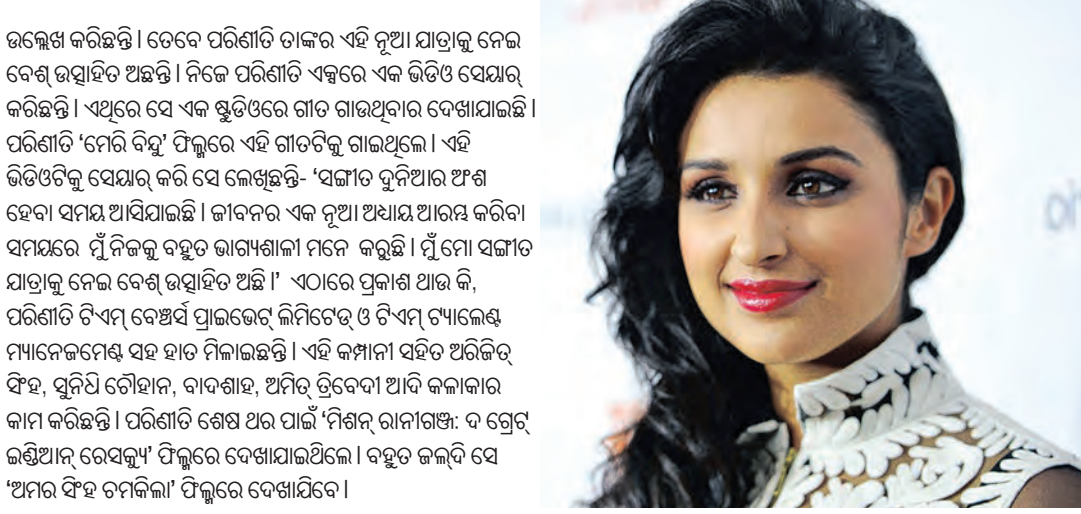 ଉଲ୍ଲେଖ କରିଛନ୍ତି । ତେବେ ପରିଣୀତି ତାଙ୍କର ଏହି ନୂଆ ଯାତ୍ରାକୁ ନେଇ
ବେଶ୍ ଉତ୍ସାହିତ ଅଛନ୍ତି । ନିଜେ ପରିଣୀତି ଏକ୍ସରେ ଏକ ଭିଡିଓ ସେୟାର୍
କରିଛନ୍ତି । ଏଥିରେ ସେ ଏକ ଷ୍ଟୁଡିଓରେ ଗୀତ ଗାଉଥିବାର ଦେଖାଯାଇଛି ।
ପରିଣୀତି ‘ମେରି ବିନ୍ଦୁ’ ଫିଲ୍ମରେ ଏହି ଗୀତଟିକୁ ଗାଇଥିଲେ । ଏହି
ଭିଡିଓଟିକୁ ସେୟାର୍ କରି ସେ ଲେଖିଛନ୍ତି- ‘ସଙ୍ଗୀତ ଦୁନିଆର ଅଂଶ
ହେବା ସମୟ ଆସିଯାଇଛି । ଜୀବନର ଏକ ନୂଆ ଅଧ୍ୟାୟ ଆରମ୍ଭ କରିବା
ସମୟରେ ମୁଁ ନିଜକୁ ବହୁତ ଭାଗ୍ୟଶାଳୀ ମନେ କରୁଛି । ମୁଁ ମୋ ସଙ୍ଗୀତ
ଯାତ୍ରାକୁ ନେଇ ବେଶ୍ ଉତ୍ସାହିତ ଅଛି ।’ ଏଠାରେ ପ୍ରକାଶ ଥାଉ କି,
ପରିଣୀତି ଟିଏମ୍ ବେଞ୍ଚର୍ସ ପ୍ରାଇଭେଟ୍ ଲିମିଟେଡ୍ ଓ ଟିଏମ୍ ଟ୍ୟାଲେଣ୍ଟ
ମ୍ୟାନେଜମେଣ୍ଟ ସହ ହାତ ମିଳାଇଛନ୍ତି । ଏହି କମ୍ପାନୀ ସହିତ ଅରିଜିତ୍
ସିଂହ, ସୁନିଧି ଚୌହାନ, ବାଦଶାହ, ଅମିତ୍ ତ୍ରିବେଦୀ ଆଦି କଳାକାର
କାମ କରିଛନ୍ତି । ପରିଣୀତି ଶେଷ ଥର ପାଇଁ ‘ମିଶନ୍ ରାନୀଗଞ୍ଜ: ଦ ଗ୍ରେଟ୍
ଇଣ୍ଡିଆନ୍ ରେସକ୍ୟୁ’ ଫିଲ୍ମରେ ଦେଖାଯାଇଥିଲେ । ବହୁତ ଜଲ୍‌ଦି ସେ
‘ଅମର ସିଂହ ଚମକିଲା’ ଫିଲ୍ମରେ ଦେଖାଯିବେ ।